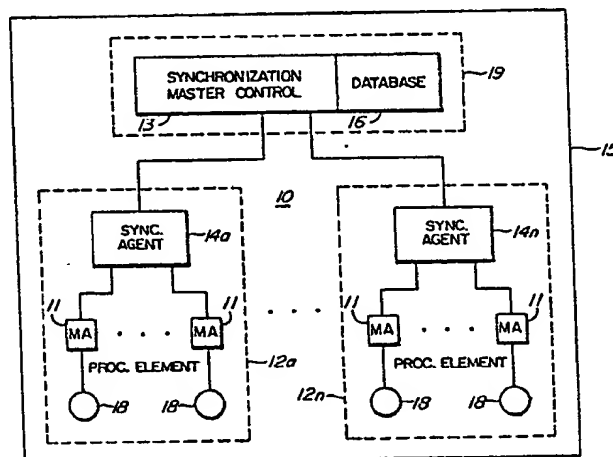 SYNCHRONIZATION MASTER CONTROL
DATABASE
13
16
19
15
10
SYNC. AGENT
14a
SYNC. AGENT
14n
11
MA
. . .
MA
11
11
MA
. . .
MA
11
. . . .
PROC. ELEMENT
12a
PROC. ELEMENT
18
18
12n
18
18